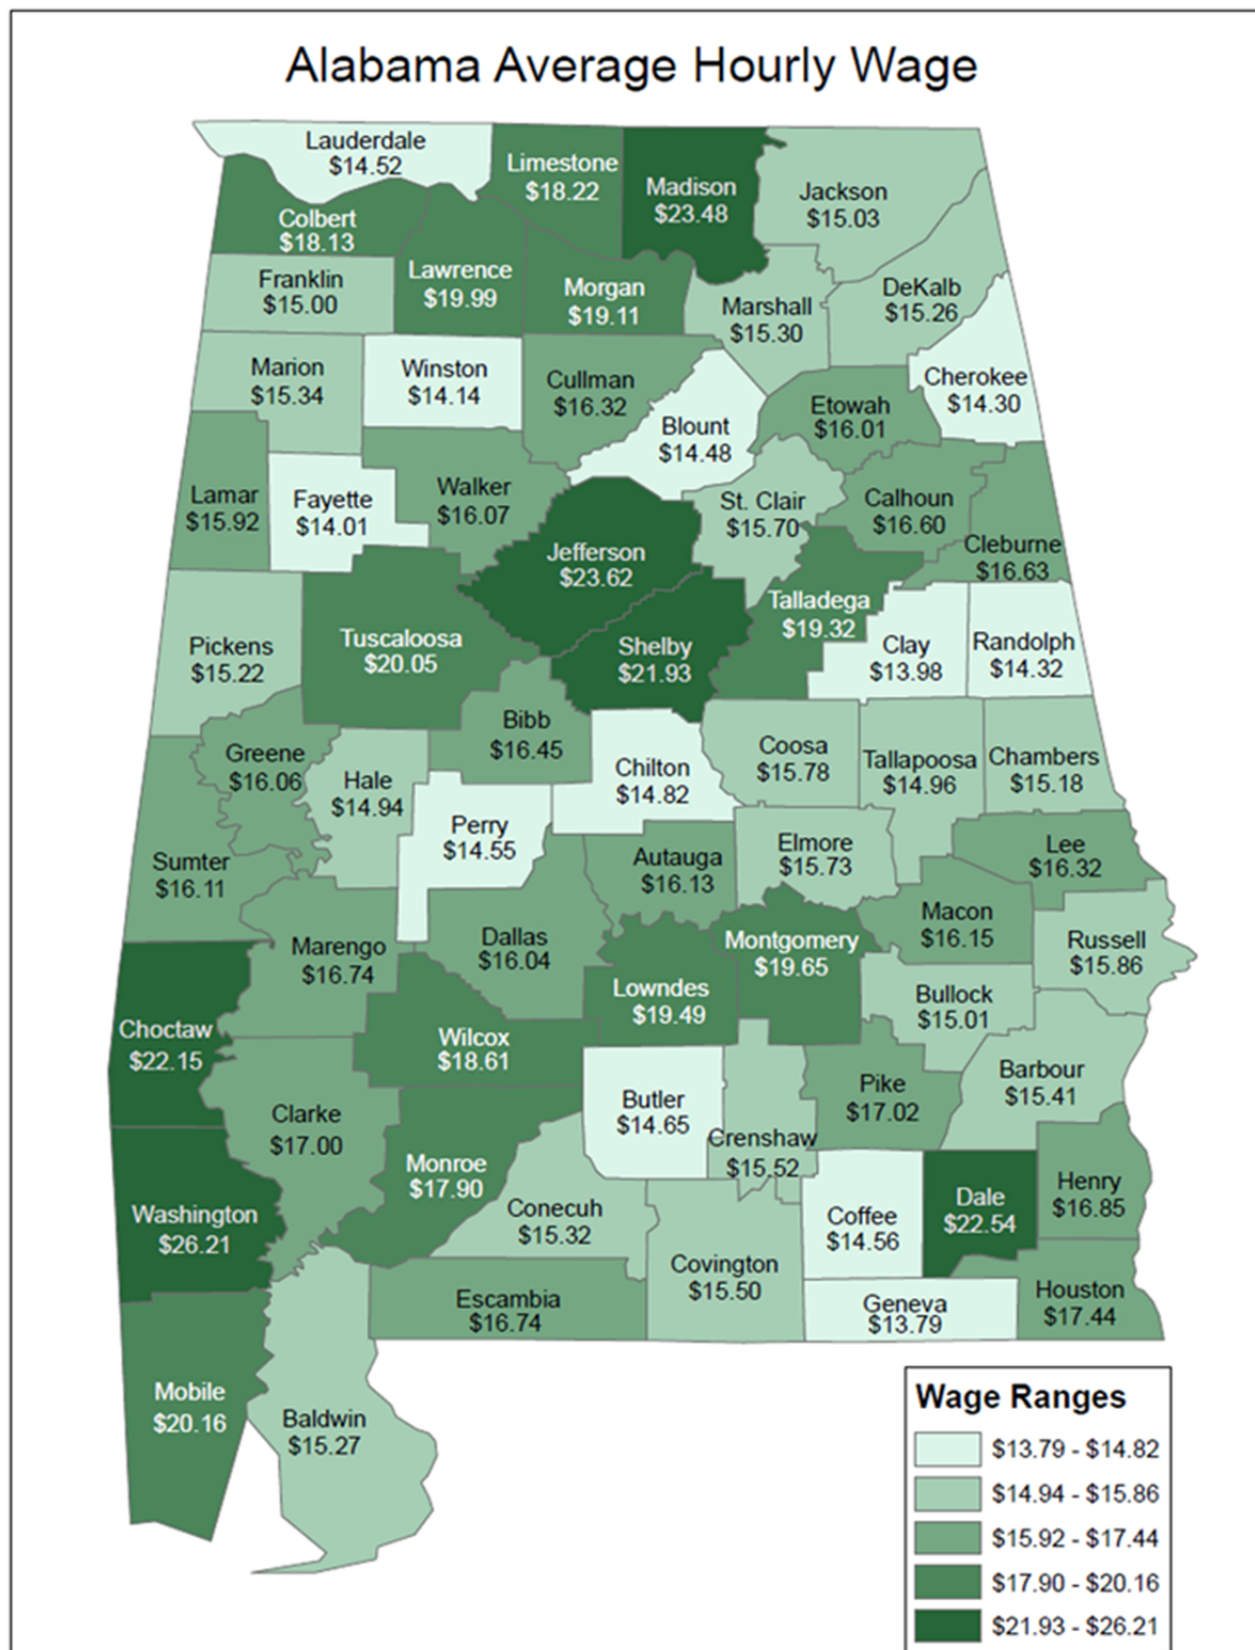 Alabama Average Hourly Wage
Lauderdale
$14.52
Limestone
$18.22
Madison
$23.48
Jackson
$15.03
Colbert
$18.13
Lawrence
$19.99
Morgan
$19.11
Franklin
$15.00
Marshall
$15.30
DeKalb
$15.26
Marion
$15.34
Winston
$14.14
Cullman
$16.32
Cherokee
$14.30
Etowah
$16.01
Blount
$14.48
Lamar
$15.92
Fayette
$14.01
Walker
$16.07
St. Clair
$15.70
Calhoun
$16.60
Cleburne
$16.63
Jefferson
$23.62
Talladega
$19.32
Pickens
$15.22
Tuscaloosa
$20.05
Shelby
$21.93
Clay
$13.98
Randolph
$14.32
Bibb
$16.45
Greene
$16.06
Hale
$14.94
Chilton
$14.82
Coosa
$15.78
Tallapoosa
$14.96
Chambers
$15.18
Perry
$14.55
Sumter
$16.11
Autauga
$16.13
Elmore
$15.73
Lee
$16.32
Marengo
$16.74
Dallas
$16.04
Montgomery
$19.65
Macon
$16.15
Russell
$15.86
Lowndes
$19.49
Bullock
$15.01
Choctaw
$22.15
Wilcox
$18.61
Barbour
$15.41
Clarke
$17.00
Butler
$14.65
Pike
$17.02
Crenshaw
$15.52
Monroe
$17.90
Conecuh
$15.32
Washington
$26.21
Coffee
$14.56
Dale
$22.54
Henry
$16.85
Covington
$15.50
Escambia
$16.74
Geneva
$13.79
Houston
$17.44
Mobile
$20.16
Baldwin
$15.27
Wage Ranges
$13.79 - $14.82
$14.94 - $15.86
$15.92 - $17.44
$17.90 - $20.16
$21.93 - $26.21